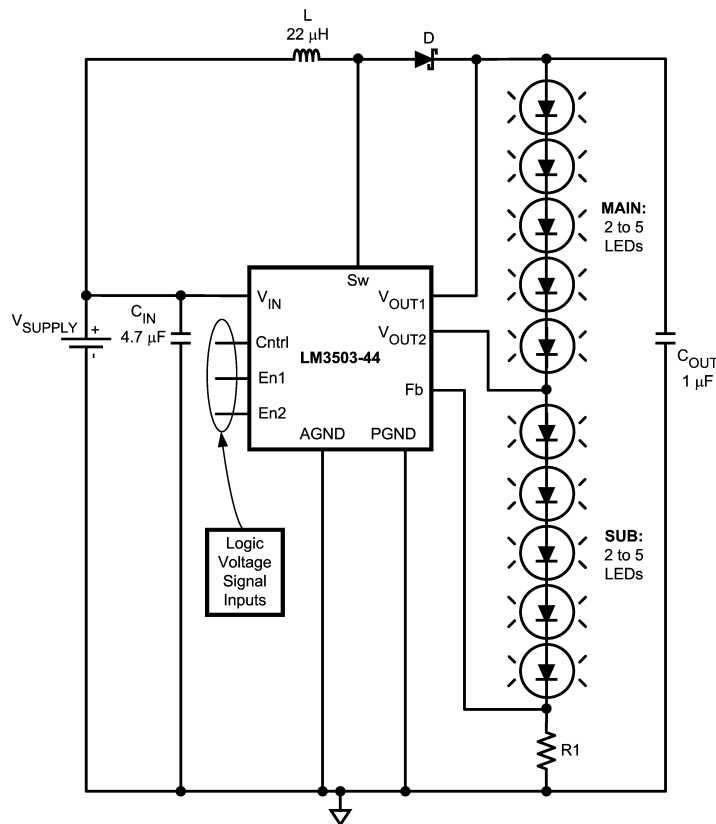 L
22 μH
D
MAIN:
2 to 5
LEDs
Sw
VIN
VOUT1
CIN
4.7 μF
VSUPPLY
+
-
VOUT2
Cntrl
LM3503-44
COUT
1 μF
En1
Fb
En2
AGND
PGND
Logic
Voltage
Signal
Inputs
SUB:
2 to 5
LEDs
R1